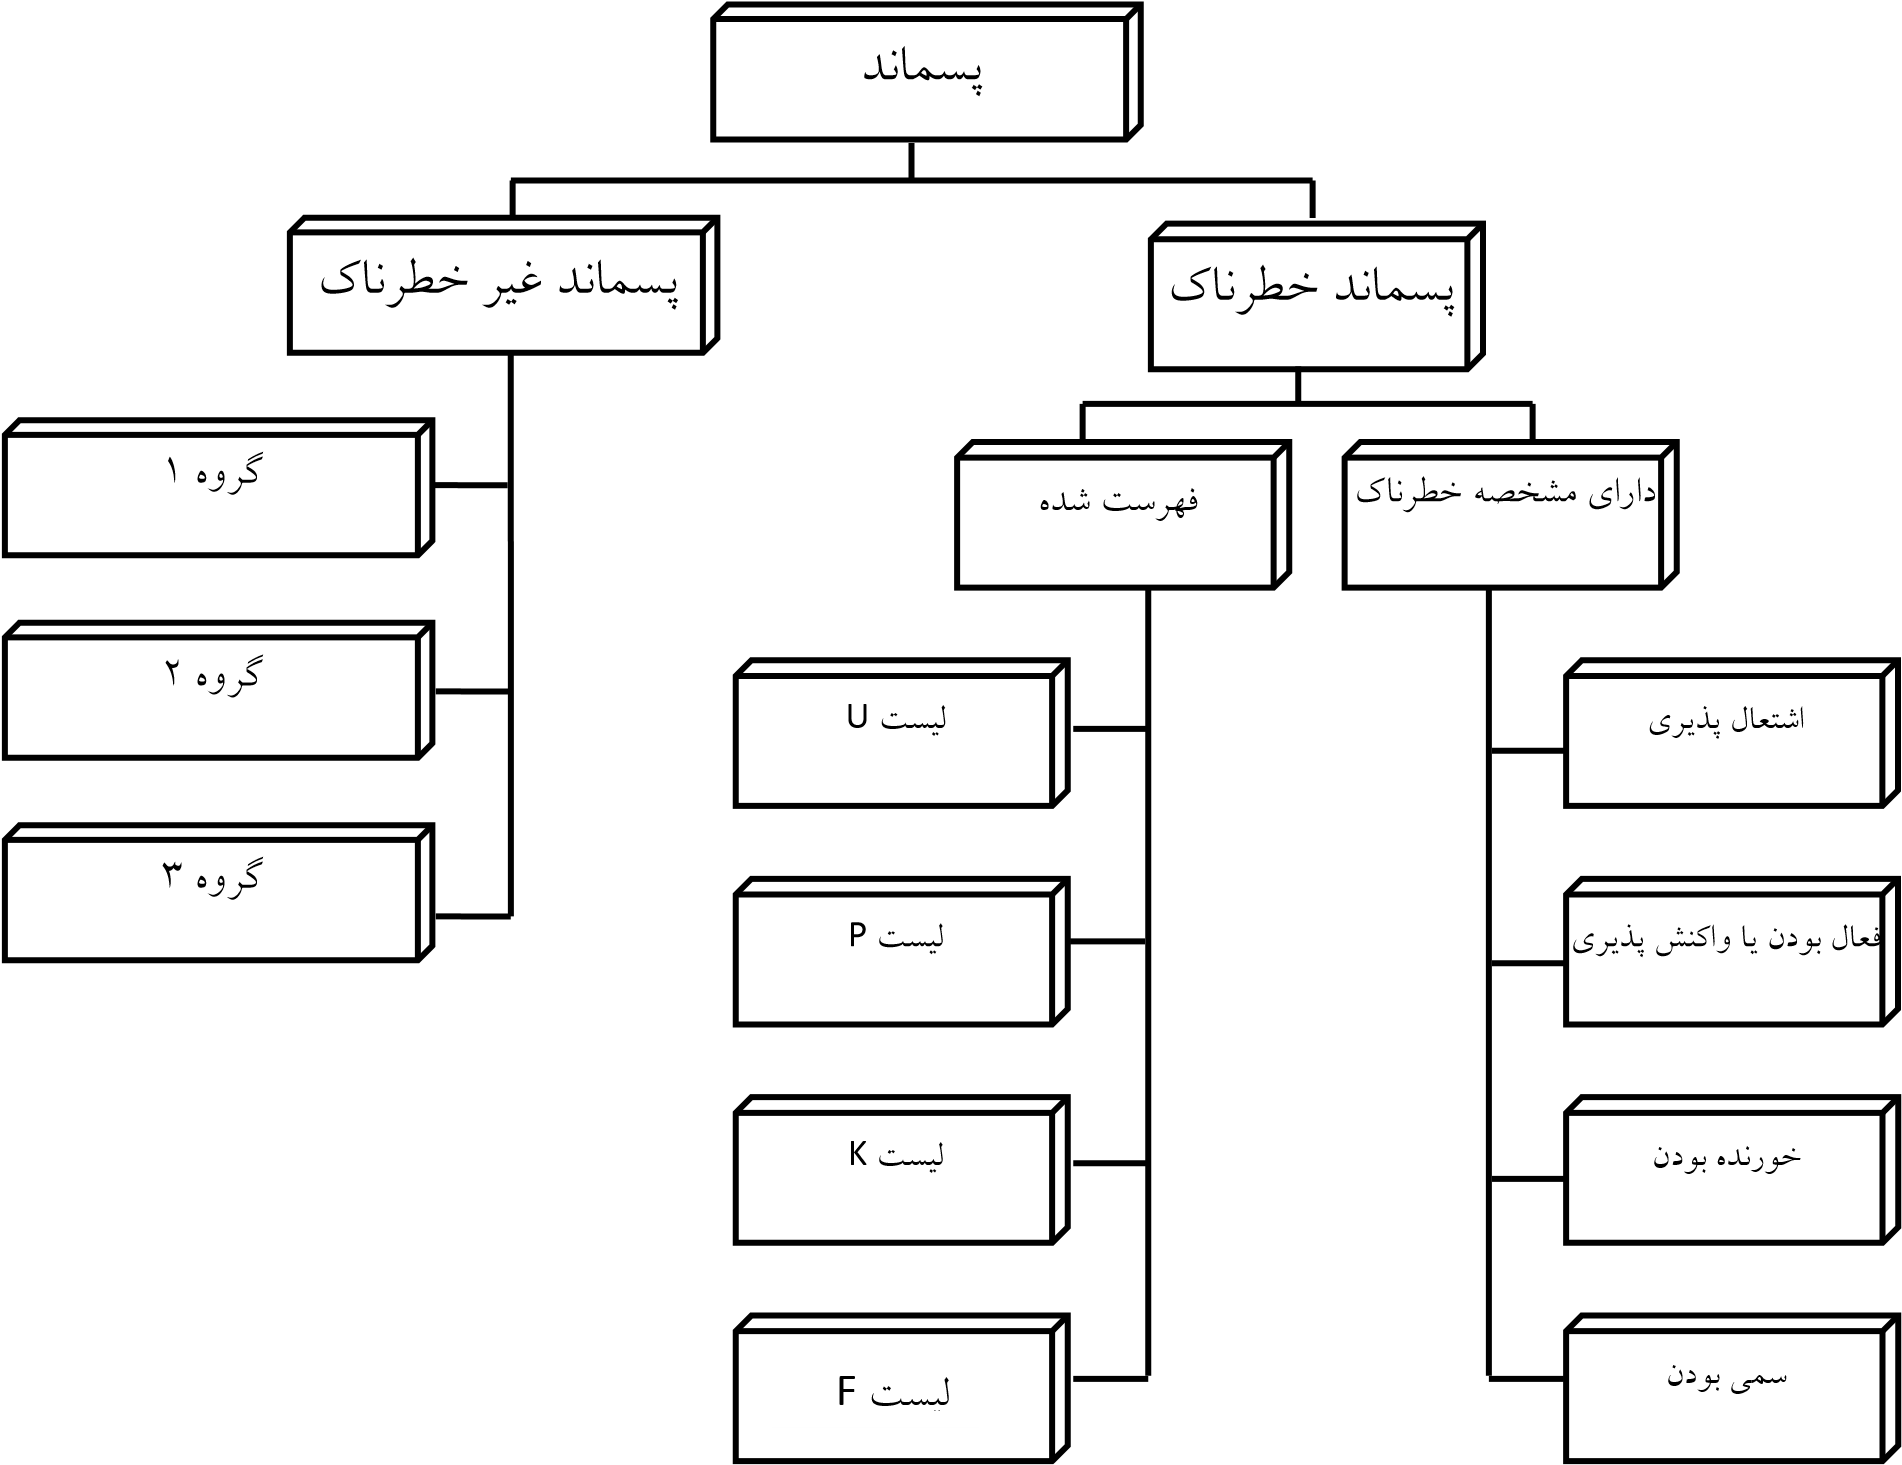 پسماند
پسماند خطرناک
پسماند غیر خطرناک
دارای مشخصه خطرناک
فهرست شده
اشتعال پذیری
فعال بودن یا واکنش پذیری
خورنده بودن
سمی بودن
لیست U
لیست P
لیست K
لیست F
گروه ۱
گروه ۲
گروه ۳